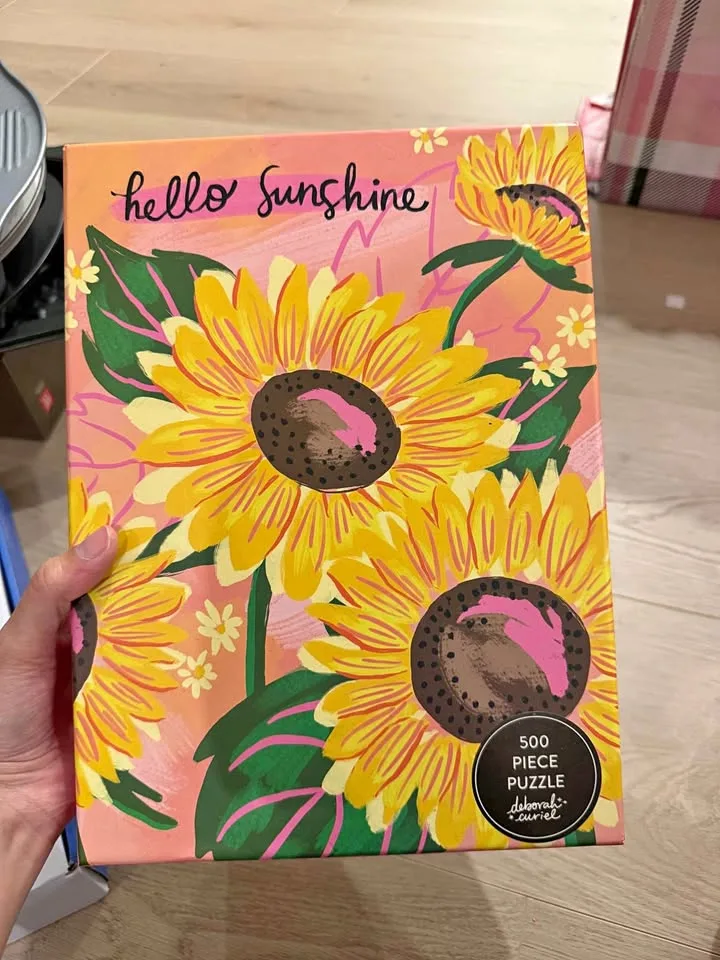 hello sunshine
500
PIECE
PUZZLE
deborah
curiel